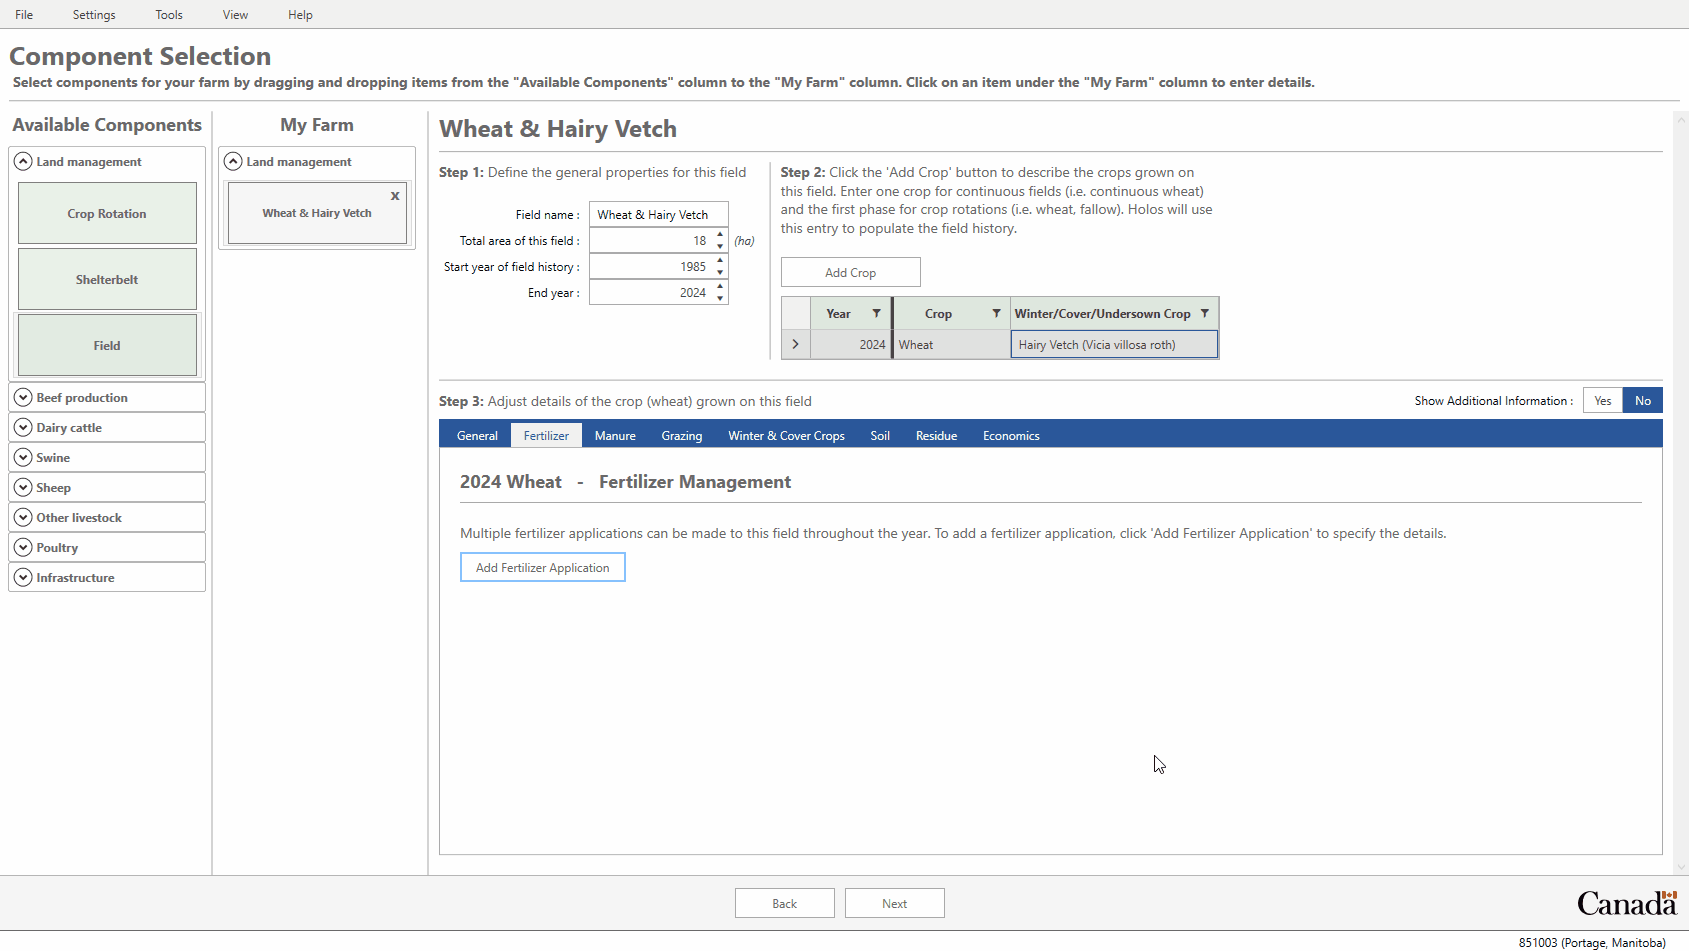 File Settings Tools View Help
Component Selection
Select components for your farm by dragging and dropping items from the "Available Components" column to the "My Farm" column. Click on an item under the "My Farm" column to enter details.
Available Components
Land management
Crop Rotation
Shelterbelt
Field
Beef production
Dairy cattle
Swine
Sheep
Other livestock
Poultry
Infrastructure
My Farm
Land management
x
Wheat & Hairy Vetch
Wheat & Hairy Vetch
Step 1: Define the general properties for this field
Field name : Wheat & Hairy Vetch
Total area of this field : 18 (ha)
Start year of field history : 1985
End year : 2024
Step 2: Click the 'Add Crop' button to describe the crops grown on
this field. Enter one crop for continuous fields (i.e. continuous wheat)
and the first phase for crop rotations (i.e. wheat, fallow). Holos will use
this entry to populate the field history.
Add Crop
Year Crop Winter/Cover/Undersown Crop
2024 Wheat Hairy Vetch (Vicia villosa roth)
Step 3: Adjust details of the crop (wheat) grown on this field
Show Additional Information : Yes No
General Fertilizer Manure Grazing Winter & Cover Crops Soil Residue Economics
2024 Wheat - Fertilizer Management
Multiple fertilizer applications can be made to this field throughout the year. To add a fertilizer application, click 'Add Fertilizer Application' to specify the details.
Add Fertilizer Application
Back Next
Canada
851003 (Portage, Manitoba)